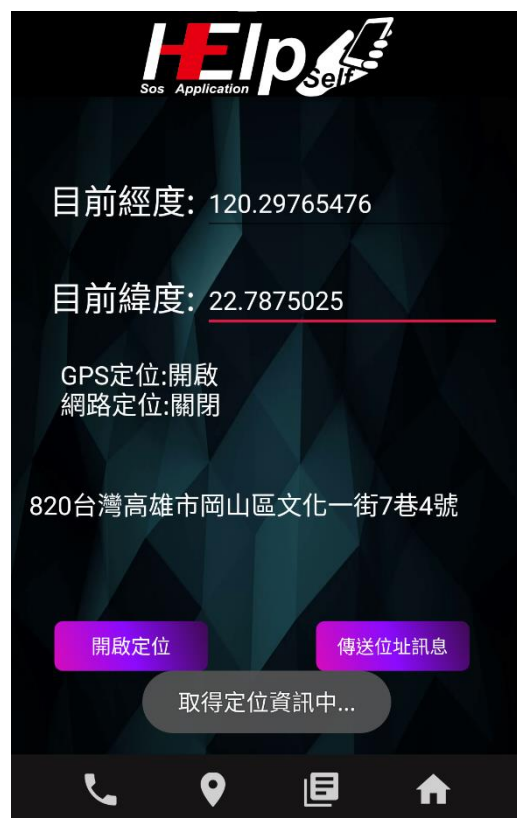 HElp Self
Sos Application
目前經度: 120.29765476
目前緯度: 22.7875025
GPS定位:開啟
網路定位:關閉
820台灣高雄市岡山區文化一街7巷4號
開啟定位
傳送位址訊息
取得定位資訊中...